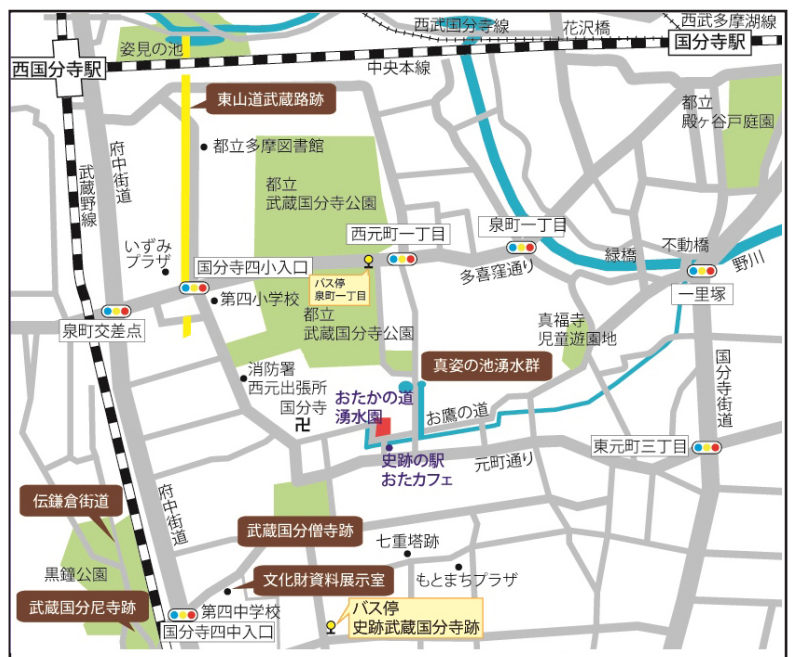 西武国分寺線
花沢橋
西武多摩湖線
姿見の池
国分寺駅
西国分寺駅
中央本線
東山道武蔵路跡
都立
殿ヶ谷戸庭園
府中街道
武蔵野線
都立多摩図書館
都立
武蔵国分寺公園
いずみ
プラザ
国分寺四小入口
西元町一丁目
泉町一丁目
緑橋
不動橋
野川
多喜窪通り
バス停
泉町一丁目
一里塚
第四小学校
泉町交差点
都立
武蔵国分寺公園
真福寺
児童遊園地
消防署
西元出張所
真姿の池湧水群
国分寺街道
おたかの道
湧水園
国分寺
卍
お鷹の道
東元町三丁目
史跡の駅
おたカフェ
元町通り
伝鎌倉街道
府中街道
武蔵国分僧寺跡
七重塔跡
黒鐘公園
文化財資料展示室
もとまちプラザ
武蔵国分尼寺跡
第四中学校
国分寺四中入口
バス停
史跡武蔵国分寺跡